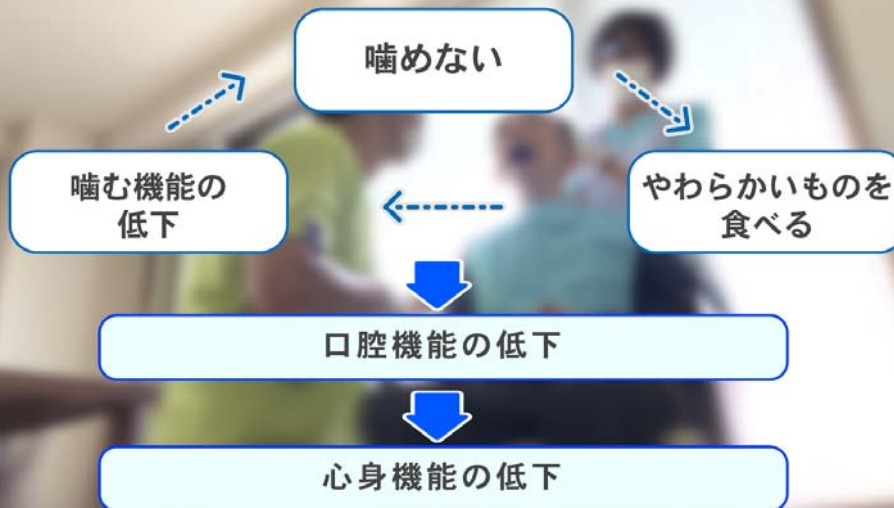 噛めない
噛む機能の
低下
やわらかいものを
食べる
口腔機能の低下
心身機能の低下